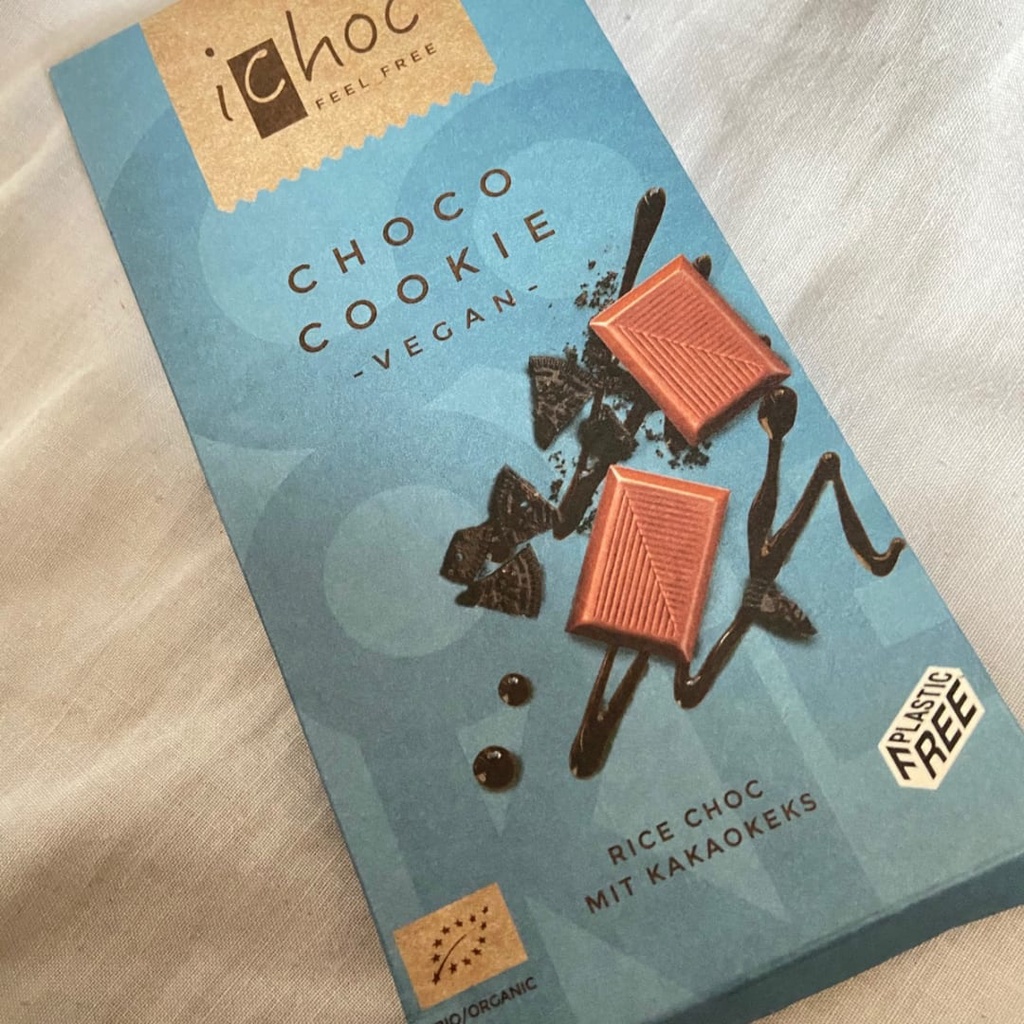 ichoc
FEEL FREE
CHOCO
COOKIE
-VEGAN-
PLASTIC
FREE
RICE CHOC
MIT KAKAOKEKS
BIO/ORGANIC